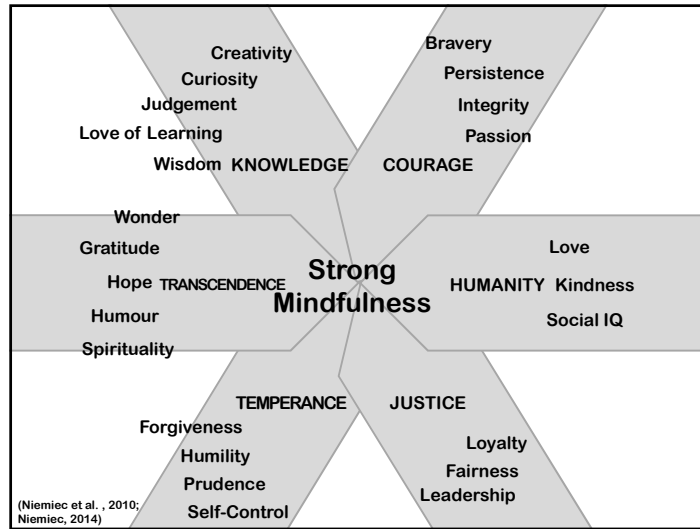 Creativity
Curiosity
Judgement
Love of Learning
Wisdom KNOWLEDGE
Bravery
Persistence
Integrity
Passion
COURAGE
Wonder
Gratitude
Hope TRANSCENDENCE
Humour
Spirituality
Strong
Mindfulness
Love
HUMANITY Kindness
Social IQ
TEMPERANCE
Forgiveness
Humility
Prudence
Self-Control
JUSTICE
Loyalty
Fairness
Leadership
(Niemiec et al. , 2010;
Niemiec, 2014)